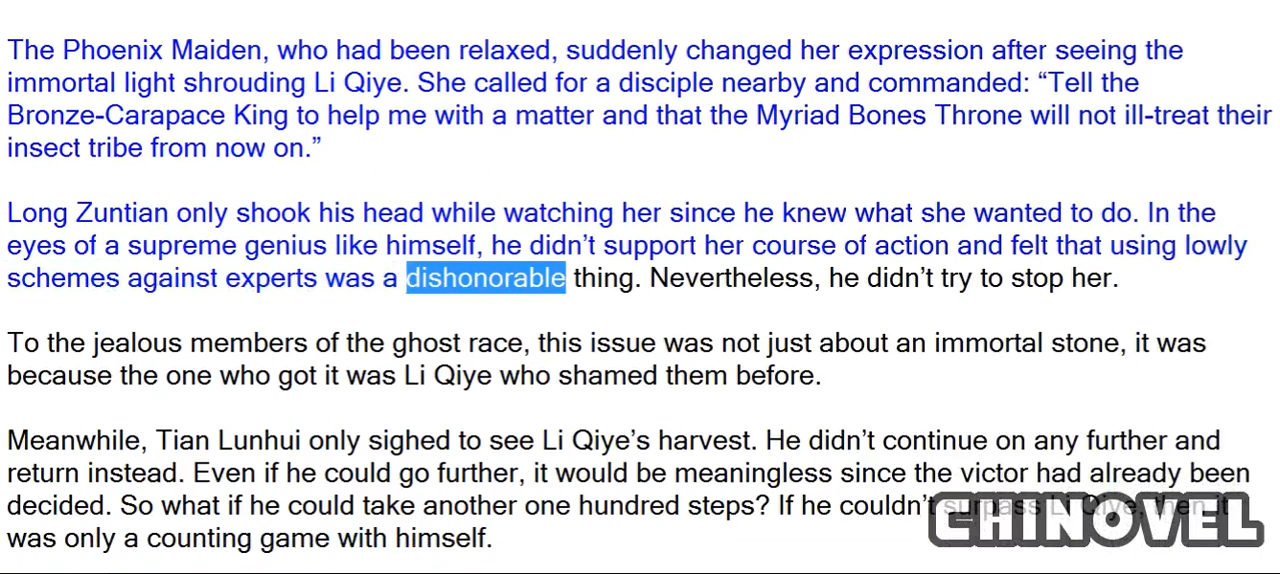 The Phoenix Maiden, who had been relaxed, suddenly changed her expression after seeing the
immortal light shrouding Li Qiye. She called for a disciple nearby and commanded: “Tell the
Bronze-Carapace King to help me with a matter and that the Myriad Bones Throne will not ill-treat their
insect tribe from now on.”
Long Zuntian only shook his head while watching her since he knew what she wanted to do. In the
eyes of a supreme genius like himself, he didn’t support her course of action and felt that using lowly
schemes against experts was a dishonorable thing. Nevertheless, he didn’t try to stop her.
To the jealous members of the ghost race, this issue was not just about an immortal stone, it was
because the one who got it was Li Qiye who shamed them before.
Meanwhile, Tian Lunhui only sighed to see Li Qiye’s harvest. He didn’t continue on any further and
return instead. Even if he could go further, it would be meaningless since the victor had already been
decided. So what if he could take another one hundred steps? If he couldn’t surpass Li Qiye, then it
was only a counting game with himself.
CHINOVEL